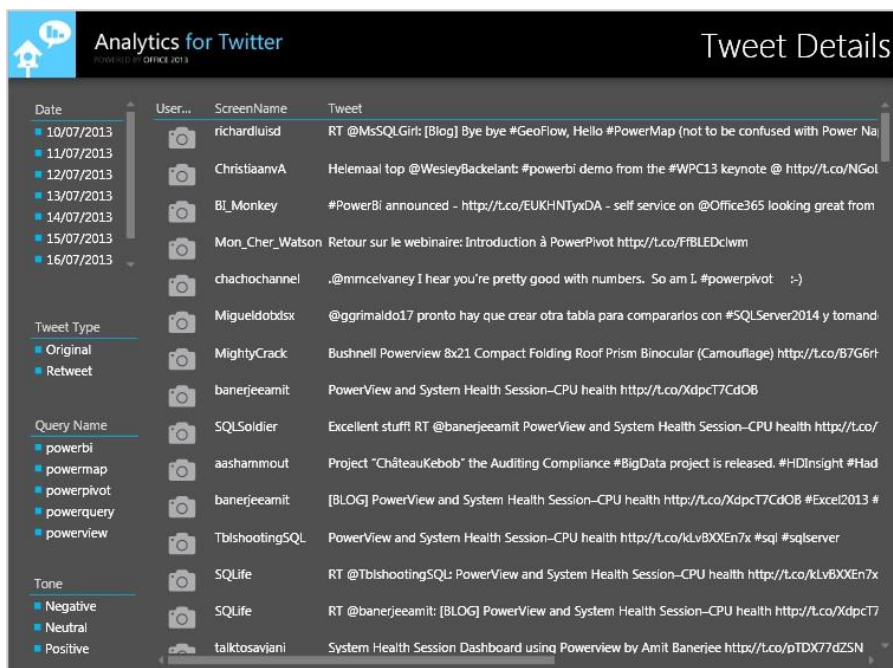 Analytics for Twitter
POWERED BY OFFICE 2013
Tweet Details
Date
10/07/2013
11/07/2013
12/07/2013
13/07/2013
14/07/2013
15/07/2013
16/07/2013
Tweet Type
Original
Retweet
Query Name
powerbi
powermap
powerpivot
powerquery
powerview
Tone
Negative
Neutral
Positive
User... ScreenName Tweet
richardluisd RT @MsSQLGirl: [Blog] Bye bye #GeoFlow, Hello #PowerMap (not to be confused with Power Na
ChristiaanvA Helemaal top @WesleyBackelant: #powerbi demo from the #WPC13 keynote @ http://t.co/NGoL
BI_Monkey #PowerBi announced - http://t.co/EUKHNTyxDA - self service on @Office365 looking great from
Mon_Cher_Watson Retour sur le webinaire: Introduction à PowerPivot http://t.co/FfBLEDclwm
chachochannel .@mmcelvaney I hear you're pretty good with numbers. So am I. #powerpivot :-)
Migueldotxlsx @ggrimaldo17 pronto hay que crear otra tabla para compararlos con #SQLServer2014 y tomand
MightyCrack Bushnell Powerview 8x21 Compact Folding Roof Prism Binocular (Camouflage) http://t.co/B7G6rH
banerjeeamit PowerView and System Health Session–CPU health http://t.co/XdpcT7CdOB
SQLSoldier Excellent stuff! RT @banerjeeamit PowerView and System Health Session–CPU health http://t.co/
aashammout Project "ChâteauKebob" the Auditing Compliance #BigData project is released. #HDInsight #Had
banerjeeamit [BLOG] PowerView and System Health Session–CPU health http://t.co/XdpcT7CdOB #Excel2013 #
TblshootingSQL PowerView and System Health Session–CPU health http://t.co/kLvBXXEn7x #sql #sqlserver
SQLife RT @TblshootingSQL: PowerView and System Health Session–CPU health http://t.co/kLvBXXEn7x
SQLife RT @banerjeeamit: [BLOG] PowerView and System Health Session–CPU health http://t.co/XdpcT7
talktosavjani System Health Session Dashboard using Powerview by Amit Banerjee http://t.co/pTDX77dZSN